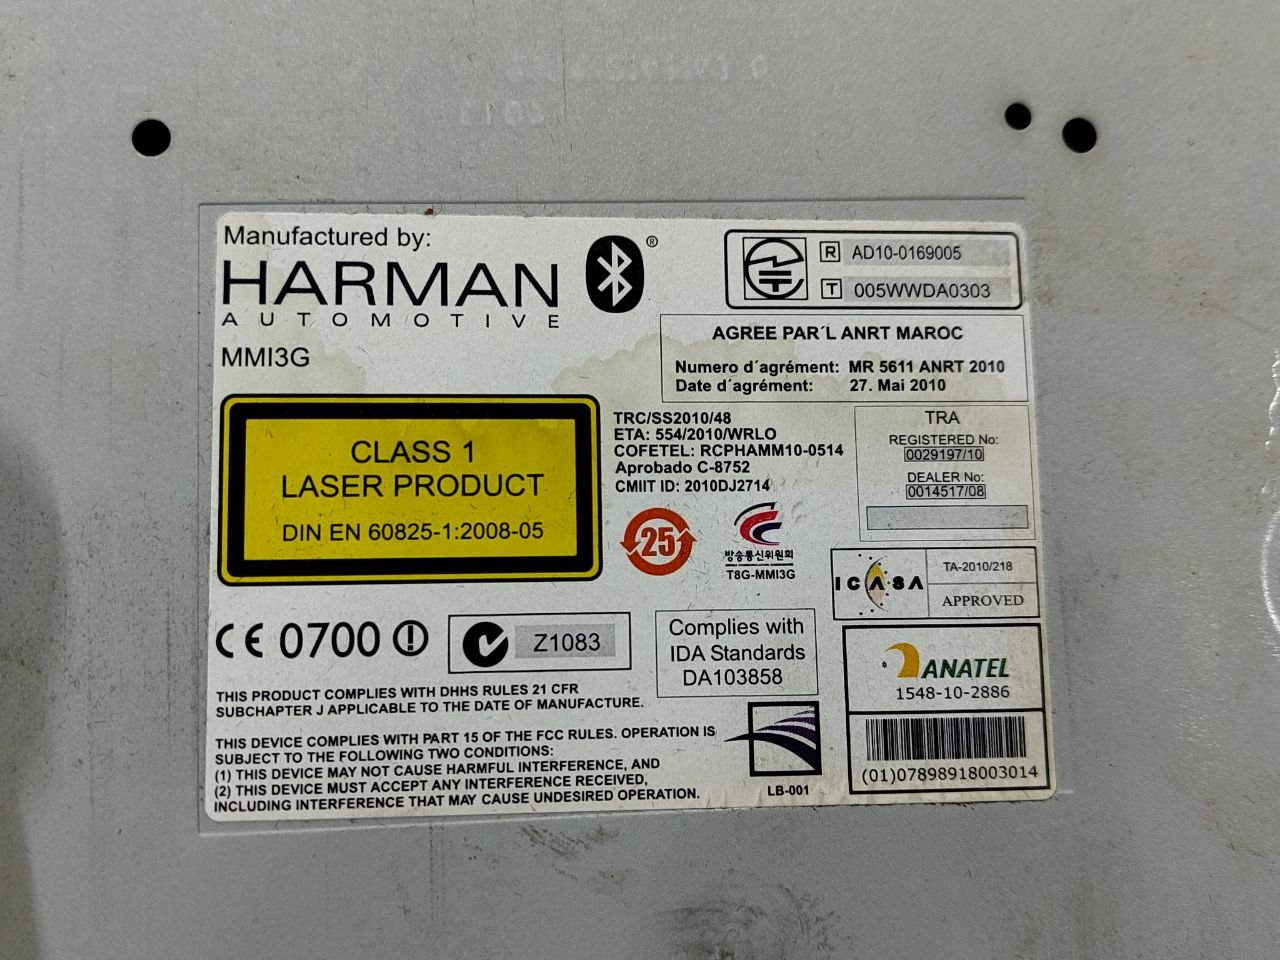 Manufactured by:
HARMAN
AUTOMOTIVE
®
MMI3G
R AD10-0169005
T 005WWDA0303
AGREE PAR´L ANRT MAROC
Numero d´agrément: MR 5611 ANRT 2010
Date d´agrément: 27. Mai 2010
CLASS 1
LASER PRODUCT
DIN EN 60825-1:2008-05
TRC/SS2010/48
ETA: 554/2010/WRLO
COFETEL: RCPHAMM10-0514
Aprobado C-8752
CMIIT ID: 2010DJ2714
TRA
REGISTERED No:
0029197/10
DEALER No:
0014517/08
25
방송통신위원회
T8G-MMI3G
ICASA
TA-2010/218
APPROVED
CE 0700
Z1083
Complies with
IDA Standards
DA103858
ANATEL
1548-10-2886
(01)07898918003014
THIS PRODUCT COMPLIES WITH DHHS RULES 21 CFR
SUBCHAPTER J APPLICABLE TO THE DATE OF MANUFACTURE.
THIS DEVICE COMPLIES WITH PART 15 OF THE FCC RULES. OPERATION IS
SUBJECT TO THE FOLLOWING TWO CONDITIONS:
(1) THIS DEVICE MAY NOT CAUSE HARMFUL INTERFERENCE, AND
(2) THIS DEVICE MUST ACCEPT ANY INTERFERENCE RECEIVED,
INCLUDING INTERFERENCE THAT MAY CAUSE UNDESIRED OPERATION.
LB-001